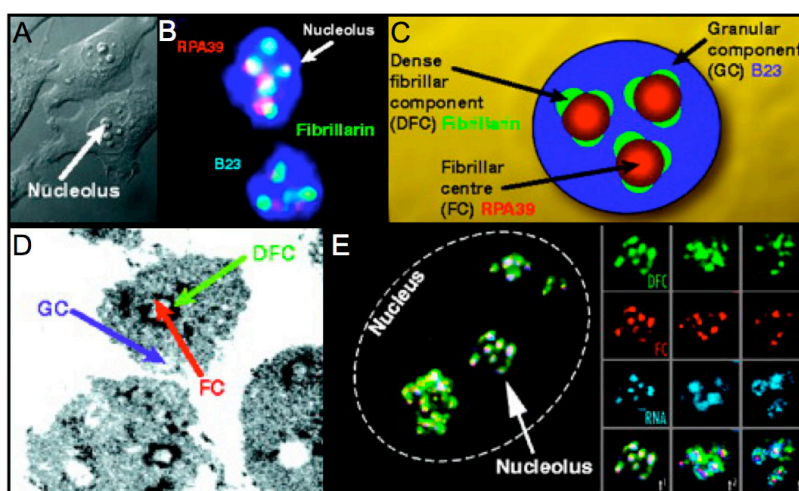 A
Nucleolus
B
RPA39
Nucleolus
Fibrillarin
B23
C
Dense
fibrillar
component
(DFC) Fibrillarin
Granular
component
(GC) B23
Fibrillar
centre
(FC) RPA39
D
DFC
GC
FC
E
Nucleus
Nucleolus
DFC
FC
RNA